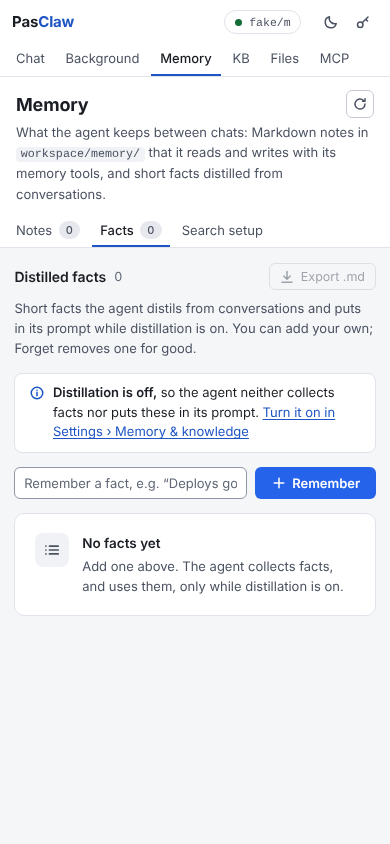 PasClaw
fake/m
Chat Background Memory KB Files MCP
Memory
What the agent keeps between chats: Markdown notes in
workspace/memory/ that it reads and writes with its
memory tools, and short facts distilled from
conversations.
Notes 0 Facts 0 Search setup
Distilled facts 0
Export .md
Short facts the agent distils from conversations and puts
in its prompt while distillation is on. You can add your own;
Forget removes one for good.
Distillation is off, so the agent neither collects
facts nor puts these in its prompt. Turn it on in
Settings › Memory & knowledge
Remember a fact, e.g. “Deploys go
Remember
No facts yet
Add one above. The agent collects facts,
and uses them, only while distillation is on.